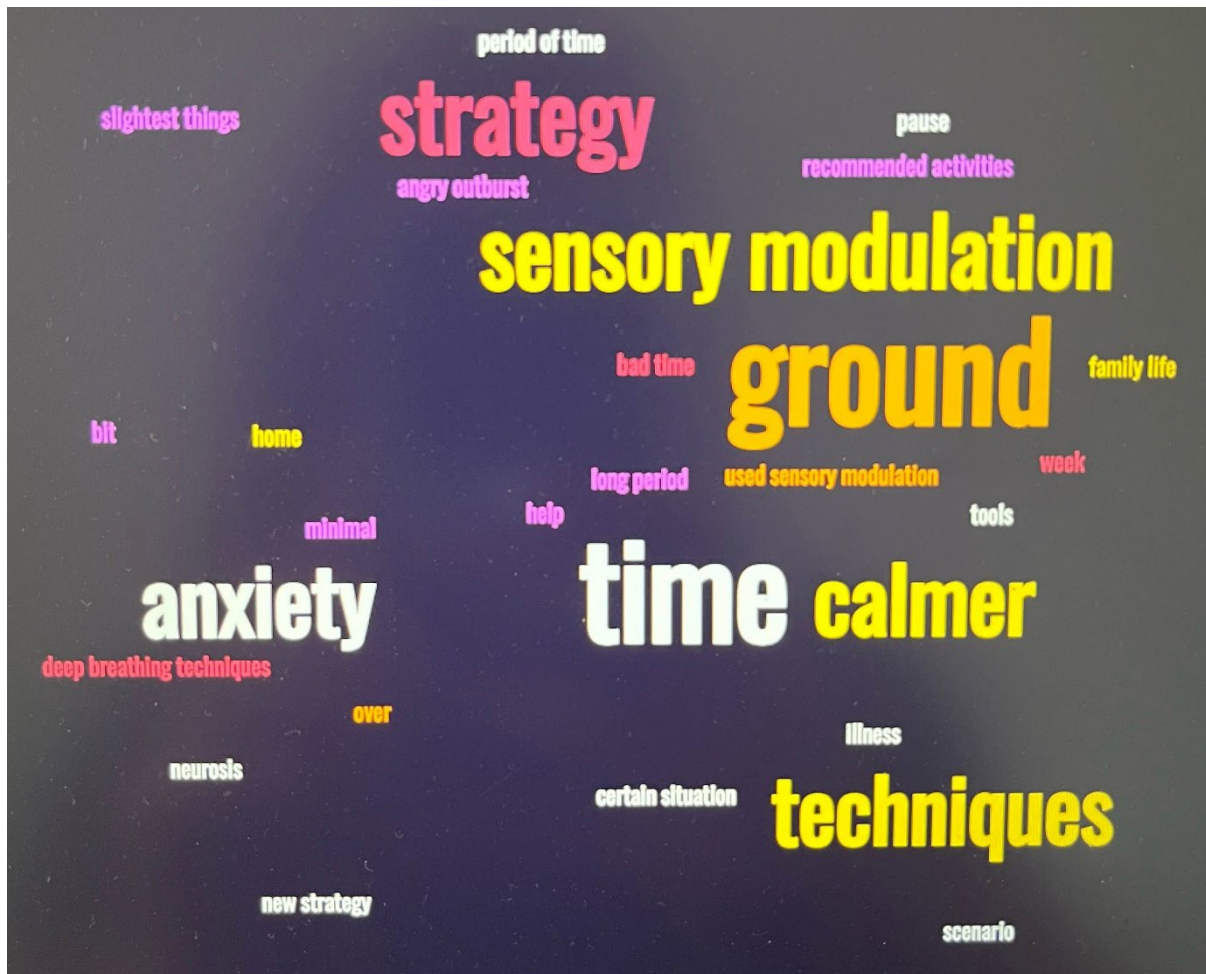 period of time
strategy
slightest things
pause
recommended activities
angry outburst
sensory modulation
ground
bad time
family life
bit
home
week
long period
used sensory modulation
help
tools
minimal
anxiety
time
calmer
deep breathing techniques
over
illness
neurosis
certain situation
techniques
new strategy
scenario